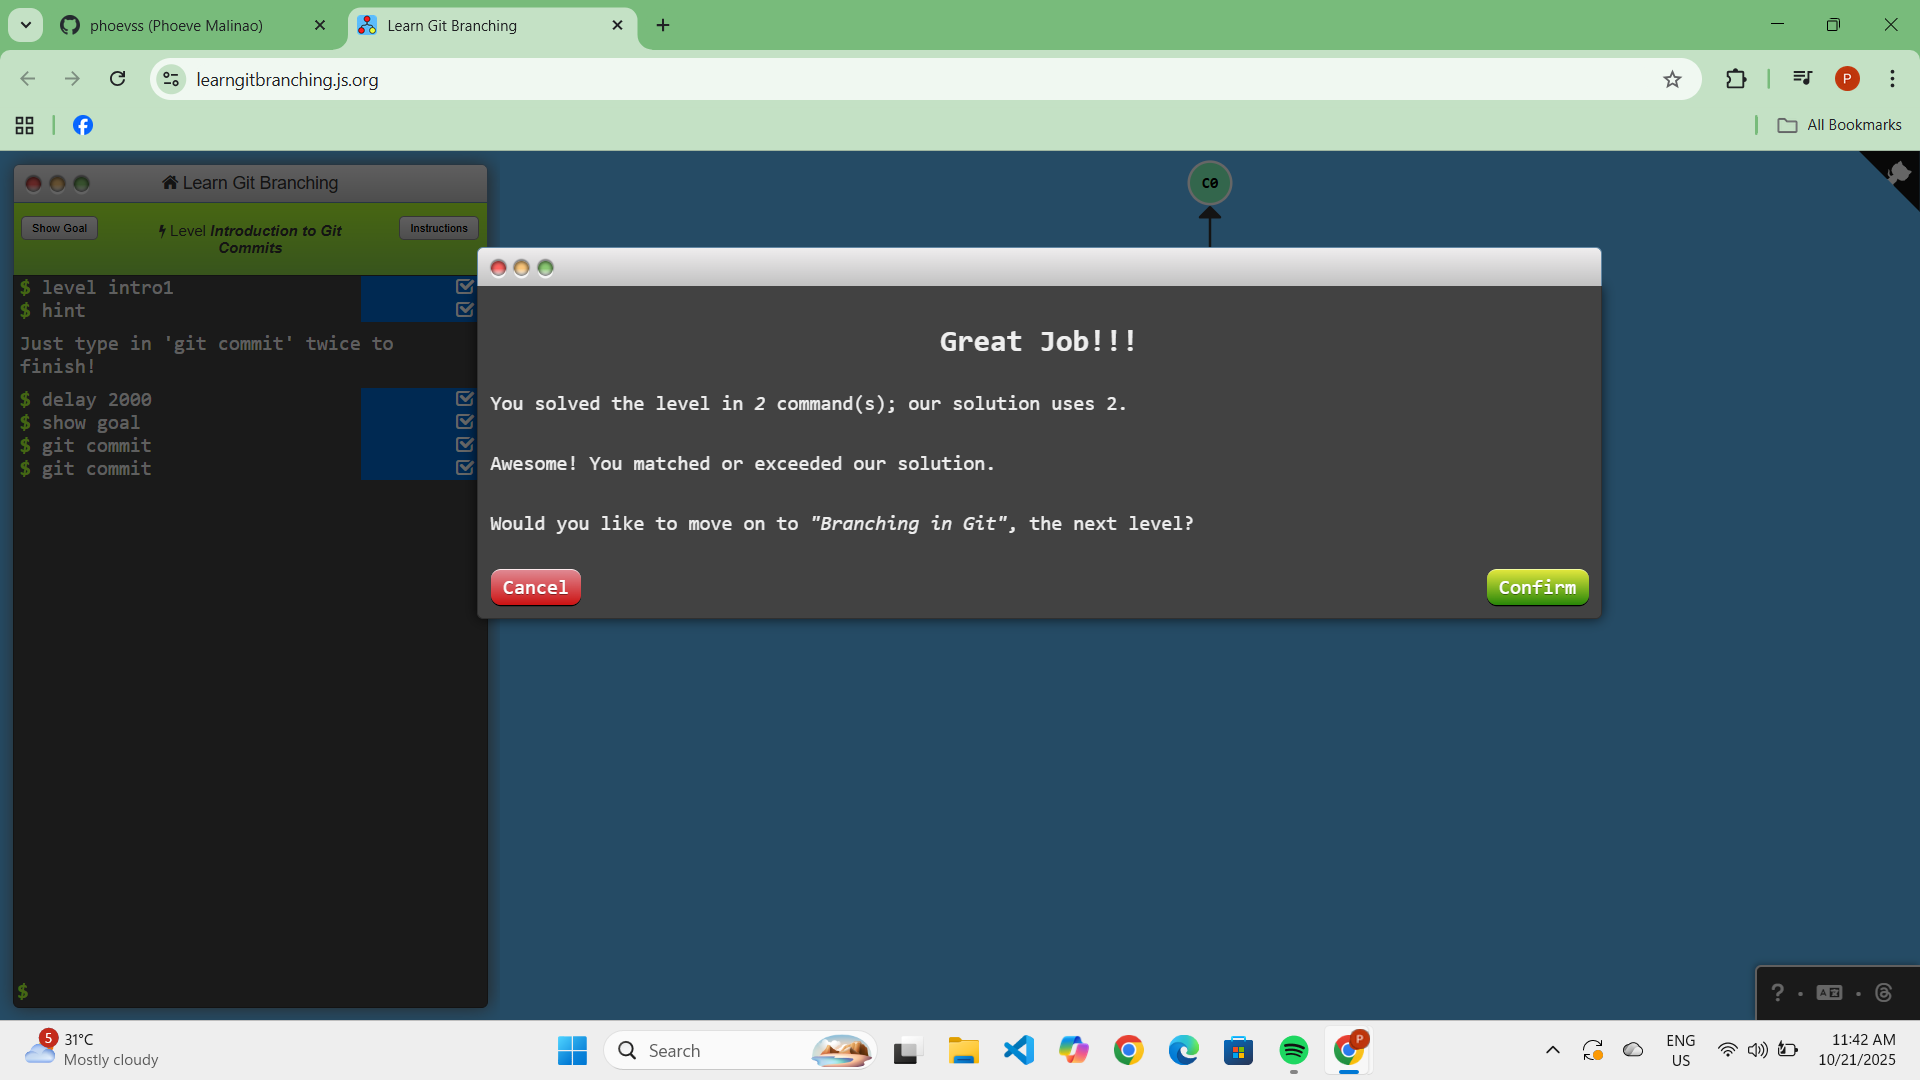 phoevss (Phoeve Malinao)
Learn Git Branching
learngitbranching.js.org
P
All Bookmarks
Learn Git Branching
Show Goal
Level Introduction to Git Commits
Instructions
$ level intro1
$ hint
Just type in 'git commit' twice to
finish!
$ delay 2000
$ show goal
$ git commit
$ git commit
$
C0
Great Job!!!
You solved the level in 2 command(s); our solution uses 2.
Awesome! You matched or exceeded our solution.
Would you like to move on to "Branching in Git", the next level?
Cancel
Confirm
?
5
31°C
Mostly cloudy
Search
P
ENG
US
11:42 AM
10/21/2025